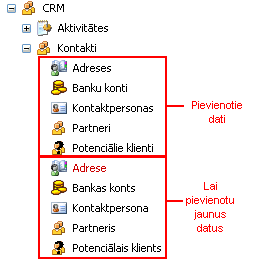 CRM
Aktivitātes
Kontakti
Adreses
Banku konti
Kontaktpersonas
Partneri
Potenciālie klienti
Pievienotie
dati
Adrese
Bankas konts
Kontaktpersona
Partneris
Potenciālais klients
Lai
pievienotu
jaunus
datus